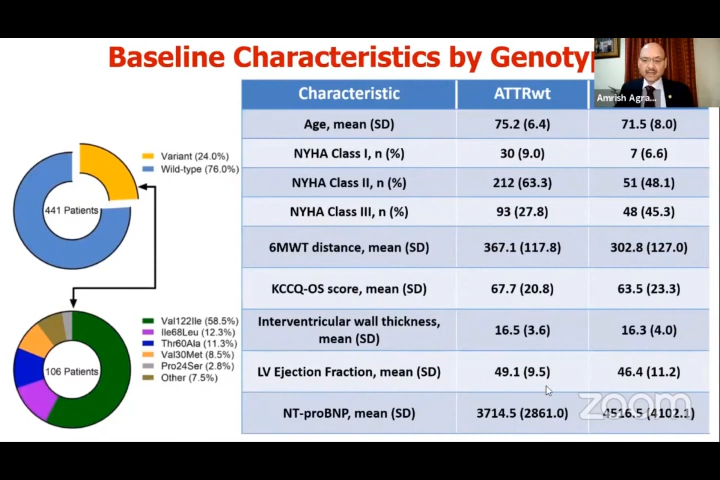 Baseline Characteristics by Genoty
Amrish Agra...
Characteristic ATTRwt
Age, mean (SD) 75.2 (6.4) 71.5 (8.0)
NYHA Class I, n (%) 30 (9.0) 7 (6.6)
NYHA Class II, n (%) 212 (63.3) 51 (48.1)
NYHA Class III, n (%) 93 (27.8) 48 (45.3)
6MWT distance, mean (SD) 367.1 (117.8) 302.8 (127.0)
KCCQ-OS score, mean (SD) 67.7 (20.8) 63.5 (23.3)
Interventricular wall thickness,
mean (SD) 16.5 (3.6) 16.3 (4.0)
LV Ejection Fraction, mean (SD) 49.1 (9.5) 46.4 (11.2)
NT-proBNP, mean (SD) 3714.5 (2861.0) 4516.5 (4102.1)
Variant (24.0%)
Wild-type (76.0%)
441 Patients
Val122Ile (58.5%)
Ile68Leu (12.3%)
Thr60Ala (11.3%)
Val30Met (8.5%)
Pro24Ser (2.8%)
Other (7.5%)
106 Patients
zoom